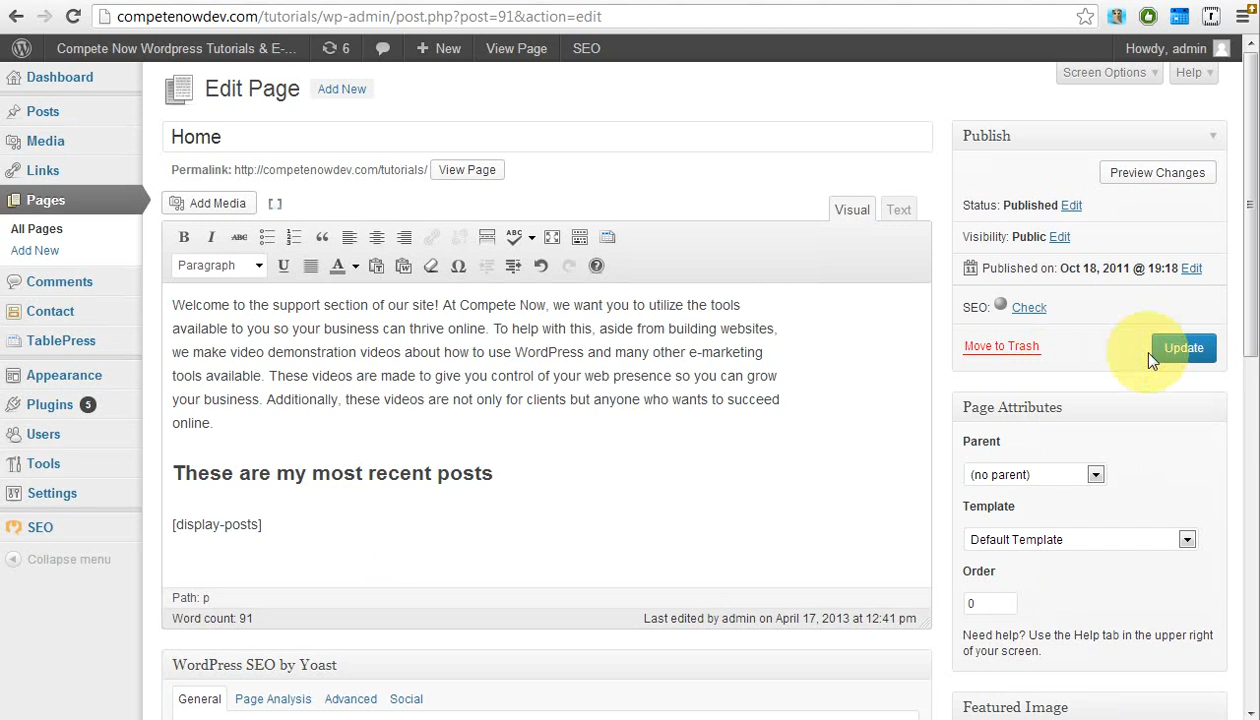 competenowdev.com/tutorials/wp-admin/post.php?post=91&action=edit
Compete Now Wordpress Tutorials & E-... 6 New View Page SEO Howdy, admin
Screen Options Help
Dashboard
Posts
Media
Links
Pages
All Pages
Add New
Comments
Contact
TablePress
Appearance
Plugins 5
Users
Tools
Settings
SEO
Collapse menu
Edit Page Add New
Home
Permalink: http://competenowdev.com/tutorials/ View Page
Add Media [ ]
Visual Text
B I ABC ABC
Paragraph U A
Welcome to the support section of our site! At Compete Now, we want you to utilize the tools
available to you so your business can thrive online. To help with this, aside from building websites,
we make video demonstration videos about how to use WordPress and many other e-marketing
tools available. These videos are made to give you control of your web presence so you can grow
your business. Additionally, these videos are not only for clients but anyone who wants to succeed
online.
These are my most recent posts
[display-posts]
Path: p
Word count: 91 Last edited by admin on April 17, 2013 at 12:41 pm
WordPress SEO by Yoast
General Page Analysis Advanced Social
Publish
Preview Changes
Status: Published Edit
Visibility: Public Edit
Published on: Oct 18, 2011 @ 19:18 Edit
SEO: Check
Move to Trash Update
Page Attributes
Parent
(no parent)
Template
Default Template
Order
0
Need help? Use the Help tab in the upper right
of your screen.
Featured Image